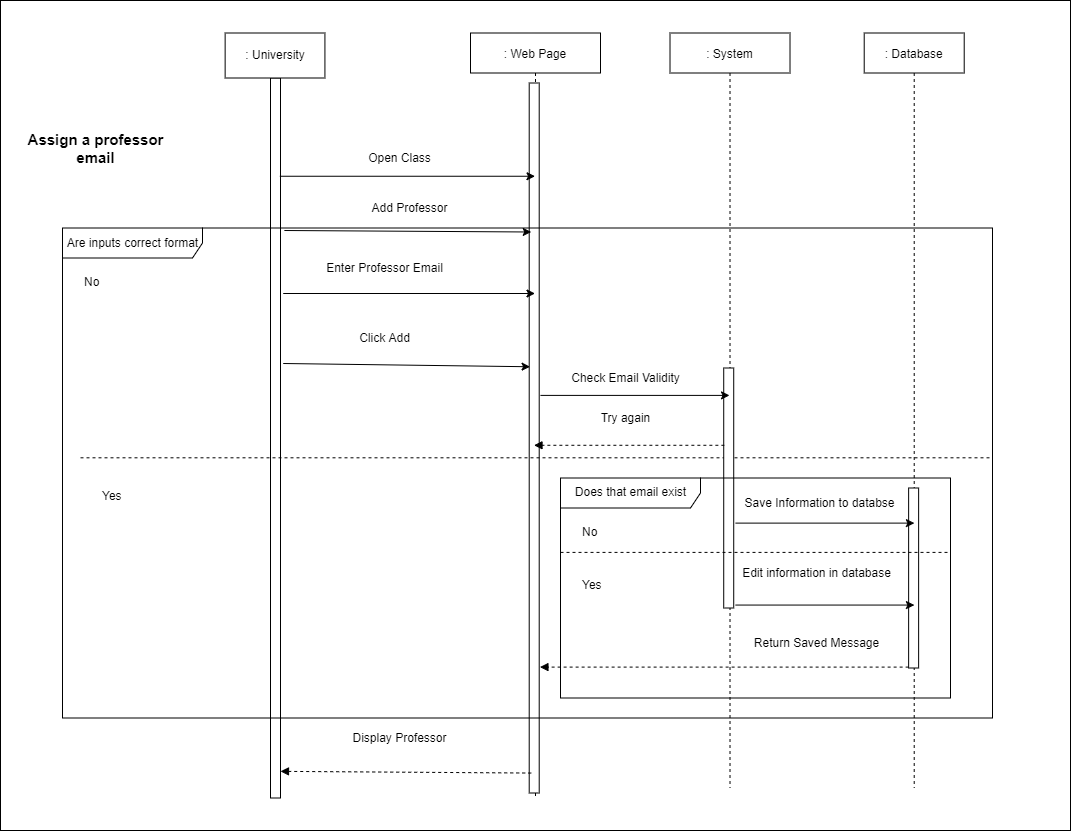 : University
: Web Page
: System
: Database
Assign a professor
email
Open Class
Add Professor
Are inputs correct format
Enter Professor Email
No
Click Add
Check Email Validity
Try again
Yes
Does that email exist
Save Information to databse
No
Edit information in database
Yes
Return Saved Message
Display Professor